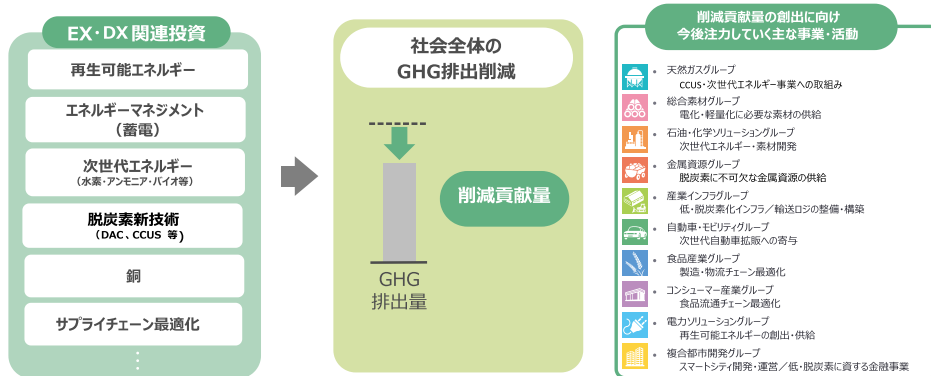 EX・DX関連投資
再生可能エネルギー
エネルギーマネジメント
（蓄電）
次世代エネルギー
（水素・アンモニア・バイオ等）
脱炭素新技術
（DAC、CCUS 等）
銅
サプライチェーン最適化
社会全体の
GHG排出削減
削減貢献量
GHG
排出量
削減貢献量の創出に向け
今後注力していく主な事業・活動
・ 天然ガスグループ
CCUS・次世代エネルギー事業への取組み
・ 総合素材グループ
電化・軽量化に必要な素材の供給
・ 石油・化学ソリューショングループ
次世代エネルギー・素材開発
・ 金属資源グループ
脱炭素に不可欠な金属資源の供給
・ 産業インフラグループ
低・脱炭素化インフラ／輸送ロジの整備・構築
・ 自動車・モビリティグループ
次世代自動車拡販への寄与
・ 食品産業グループ
製造・物流チェーン最適化
・ コンシューマー産業グループ
食品流通チェーン最適化
・ 電力ソリューショングループ
再生可能エネルギーの創出・供給
・ 複合都市開発グループ
スマートシティ開発・運営／低・脱炭素に資する金融事業